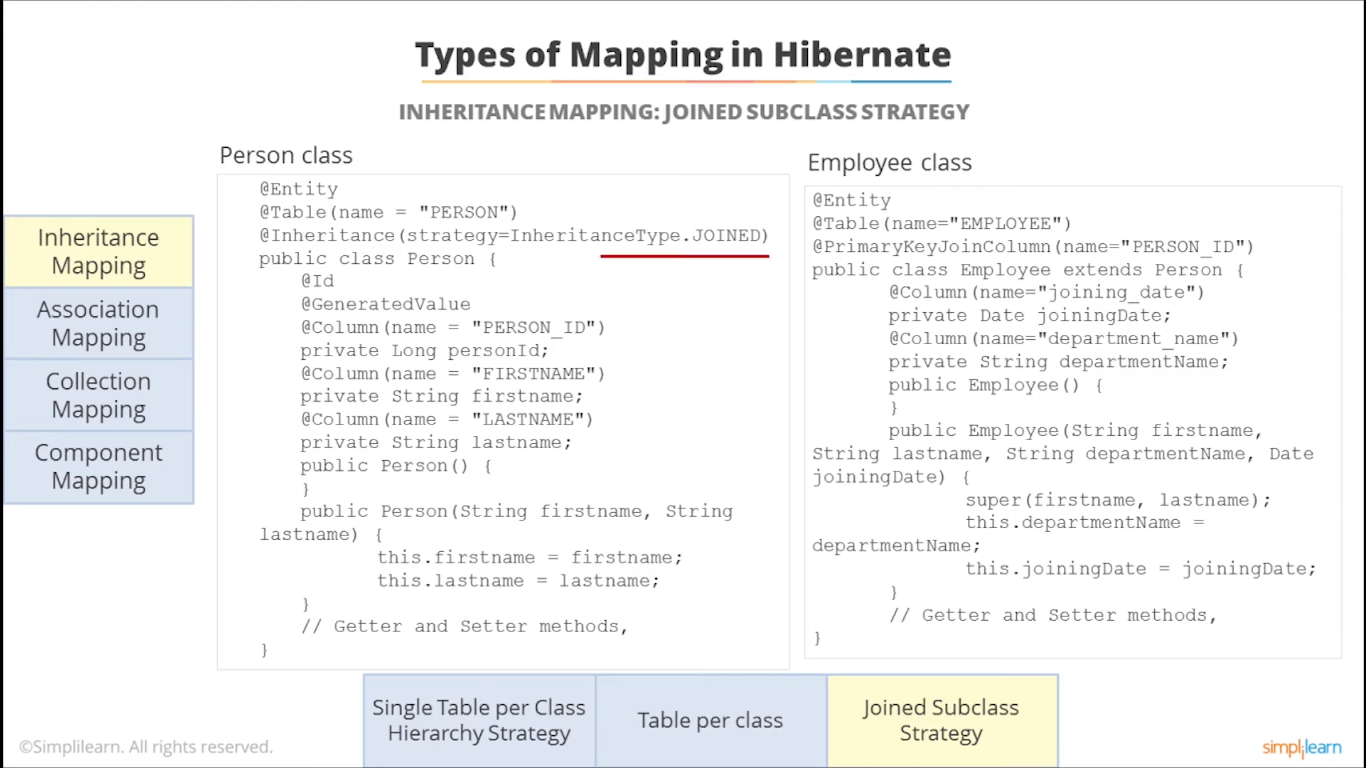 Types of Mapping in Hibernate
INHERITANCE MAPPING: JOINED SUBCLASS STRATEGY
Inheritance
Mapping
Association
Mapping
Collection
Mapping
Component
Mapping
Person class
@Entity
@Table(name = "PERSON")
@Inheritance(strategy=InheritanceType.JOINED)
public class Person {
@Id
@GeneratedValue
@Column(name = "PERSON_ID")
private Long personId;
@Column(name = "FIRSTNAME")
private String firstname;
@Column(name = "LASTNAME")
private String lastname;
public Person() {
}
public Person(String firstname, String
lastname) {
this.firstname = firstname;
this.lastname = lastname;
}
// Getter and Setter methods,
}
Employee class
@Entity
@Table(name="EMPLOYEE")
@PrimaryKeyJoinColumn(name="PERSON_ID")
public class Employee extends Person {
@Column(name="joining_date")
private Date joiningDate;
@Column(name="department_name")
private String departmentName;
public Employee() {
}
public Employee(String firstname,
String lastname, String departmentName, Date
joiningDate) {
super(firstname, lastname);
this.departmentName =
departmentName;
this.joiningDate = joiningDate;
}
// Getter and Setter methods,
}
Single Table per Class
Hierarchy Strategy
Table per class
Joined Subclass
Strategy
©Simplilearn. All rights reserved.
simplilearn